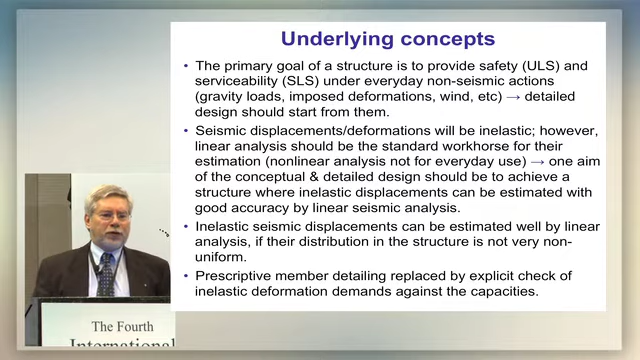 Underlying concepts
• The primary goal of a structure is to provide safety (ULS) and
serviceability (SLS) under everyday non-seismic actions
(gravity loads, imposed deformations, wind, etc) → detailed
design should start from them.
• Seismic displacements/deformations will be inelastic; however,
linear analysis should be the standard workhorse for their
estimation (nonlinear analysis not for everyday use) → one aim
of the conceptual & detailed design should be to achieve a
structure where inelastic displacements can be estimated with
good accuracy by linear seismic analysis.
• Inelastic seismic displacements can be estimated well by linear
analysis, if their distribution in the structure is not very non-
uniform.
• Prescriptive member detailing replaced by explicit check of
inelastic deformation demands against the capacities.
The Fourth
International